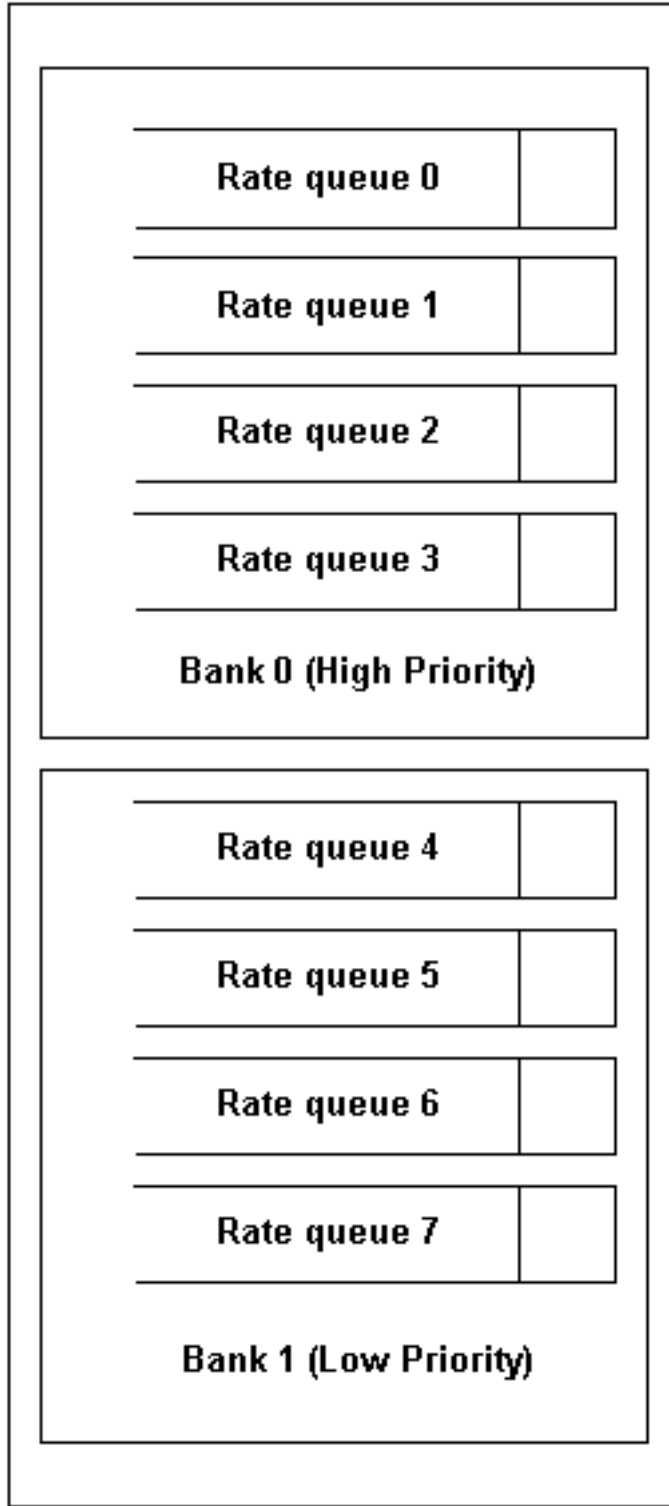 Rate queue 0
Rate queue 1
Rate queue 2
Rate queue 3
Bank 0 (High Priority)
Rate queue 4
Rate queue 5
Rate queue 6
Rate queue 7
Bank 1 (Low Priority)